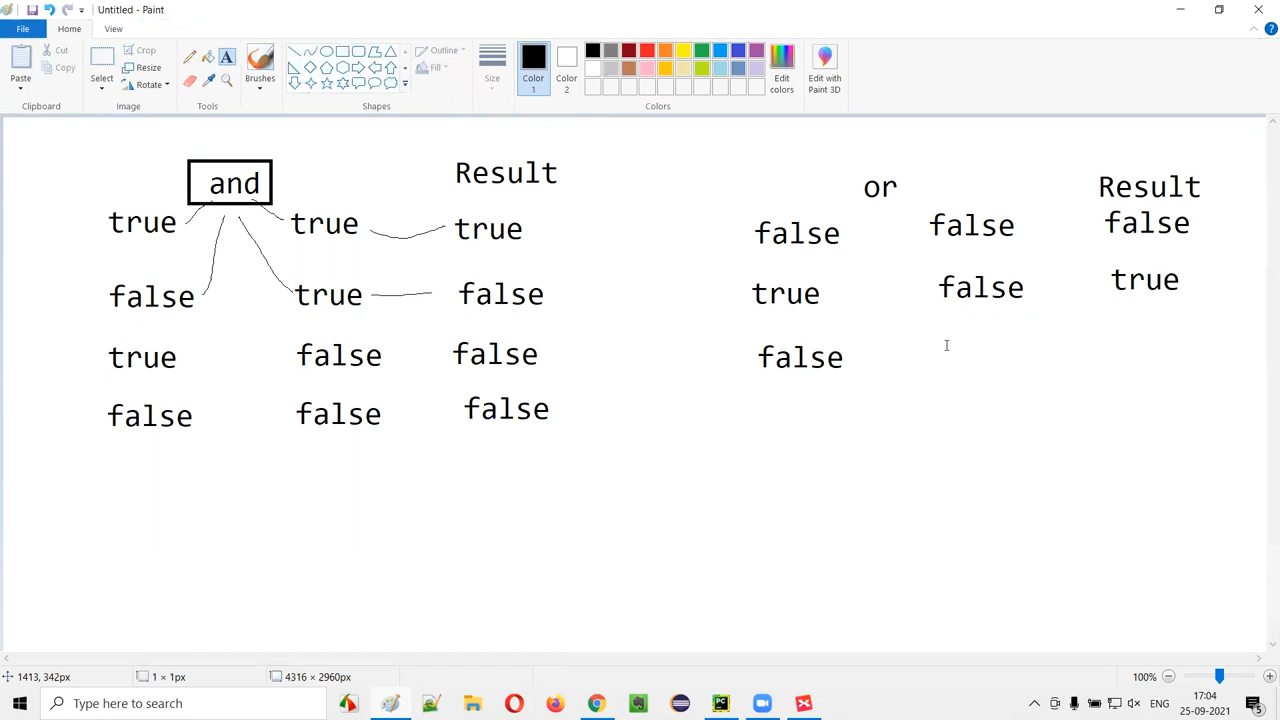 Untitled - Paint
File Home View
Paste
Cut
Copy
Clipboard
Select
Crop
Resize
Rotate
Image
Tools
Brushes
Shapes
Outline
Fill
Size
Color 1
Color 2
Edit colors
Colors
Edit with Paint 3D
and Result
true true true
false true false
true false false
false false false
or Result
false false false
true false true
false
1413, 342px 1 × 1px 4316 × 2960px 100%
Type here to search
ENG
17:04
25-09-2021
5